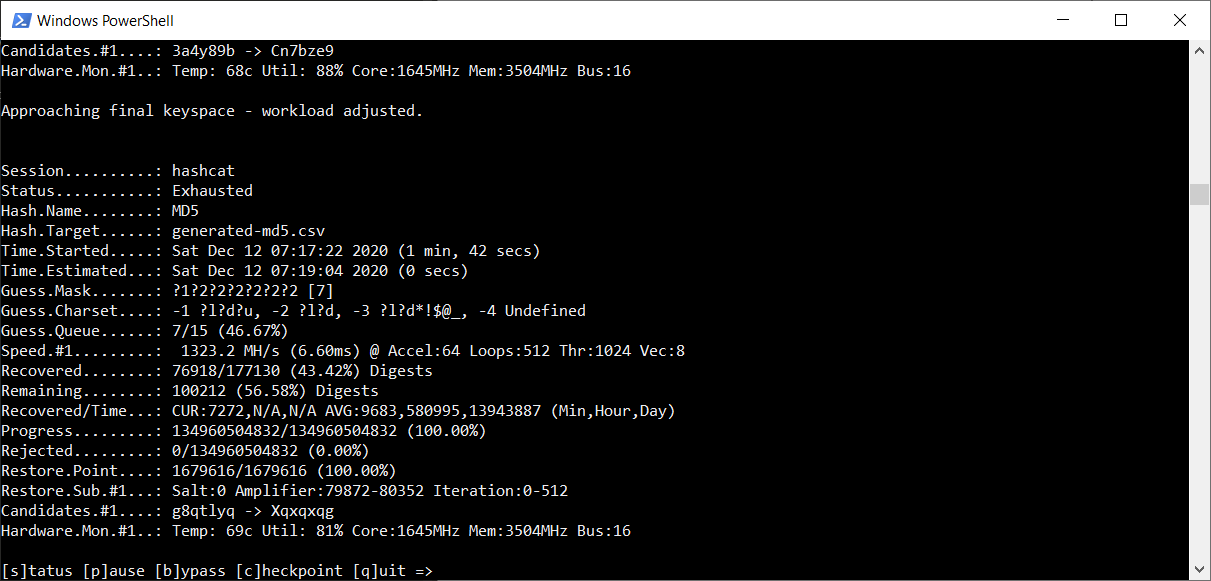 Windows PowerShell
Candidates.#1....: 3a4y89b -> Cn7bze9
Hardware.Mon.#1..: Temp: 68c Util: 88% Core:1645MHz Mem:3504MHz Bus:16
Approaching final keyspace - workload adjusted.
Session..........: hashcat
Status...........: Exhausted
Hash.Name........: MD5
Hash.Target......: generated-md5.csv
Time.Started.....: Sat Dec 12 07:17:22 2020 (1 min, 42 secs)
Time.Estimated...: Sat Dec 12 07:19:04 2020 (0 secs)
Guess.Mask.......: ?1?2?2?2?2?2?2 [7]
Guess.Charset....: -1 ?l?d?u, -2 ?l?d, -3 ?l?d*!$@_, -4 Undefined
Guess.Queue......: 7/15 (46.67%)
Speed.#1.........:  1323.2 MH/s (6.60ms) @ Accel:64 Loops:512 Thr:1024 Vec:8
Recovered........: 76918/177130 (43.42%) Digests
Remaining........: 100212 (56.58%) Digests
Recovered/Time...: CUR:7272,N/A,N/A AVG:9683,580995,13943887 (Min,Hour,Day)
Progress.........: 134960504832/134960504832 (100.00%)
Rejected.........: 0/134960504832 (0.00%)
Restore.Point....: 1679616/1679616 (100.00%)
Restore.Sub.#1...: Salt:0 Amplifier:79872-80352 Iteration:0-512
Candidates.#1....: g8qtlyq -> Xqxqxqg
Hardware.Mon.#1..: Temp: 69c Util: 81% Core:1645MHz Mem:3504MHz Bus:16
[s]tatus [p]ause [b]ypass [c]heckpoint [q]uit =>